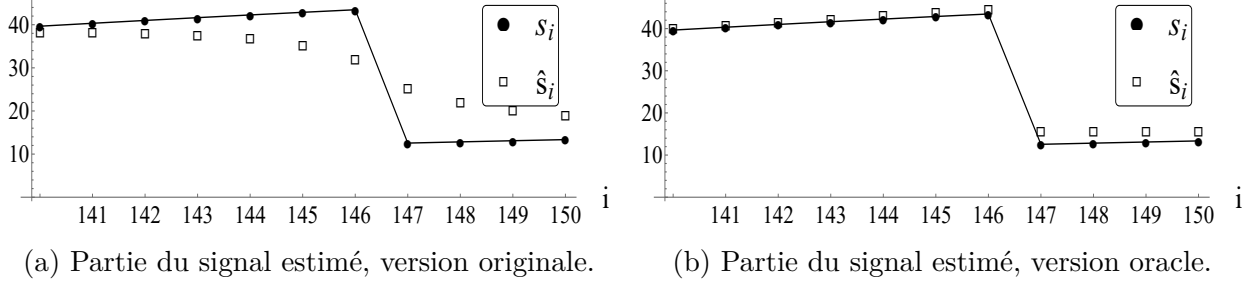 40
30
20
10
141 142 143 144 145 146 147 148 149 150 i
s_i
ŝ_i
(a) Partie du signal estimé, version originale.
40
30
20
10
141 142 143 144 145 146 147 148 149 150 i
s_i
ŝ_i
(b) Partie du signal estimé, version oracle.